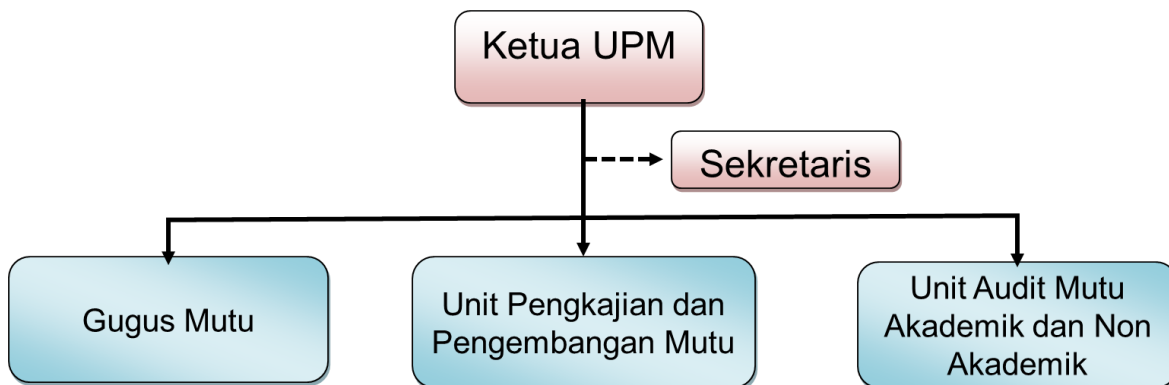 Ketua UPM
Sekretaris
Gugus Mutu
Unit Pengkajian dan
Pengembangan Mutu
Unit Audit Mutu
Akademik dan Non
Akademik